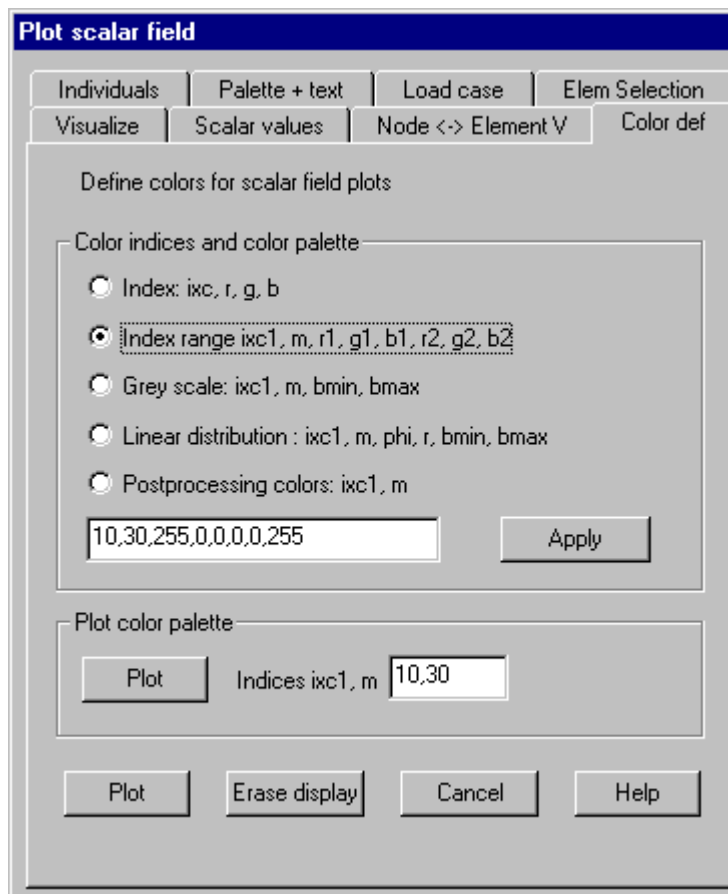 Plot scalar field
Individuals Palette + text Load case Elem Selection
Visualize Scalar values Node <-> Element V Color def
Define colors for scalar field plots
Color indices and color palette
Index: ixc, r, g, b
Index range ixc1, m, r1, g1, b1, r2, g2, b2
Grey scale: ixc1, m, bmin, bmax
Linear distribution : ixc1, m, phi, r, bmin, bmax
Postprocessing colors: ixc1, m
10,30,255,0,0,0,0,255 Apply
Plot color palette
Plot Indices ixc1, m 10,30
Plot Erase display Cancel Help